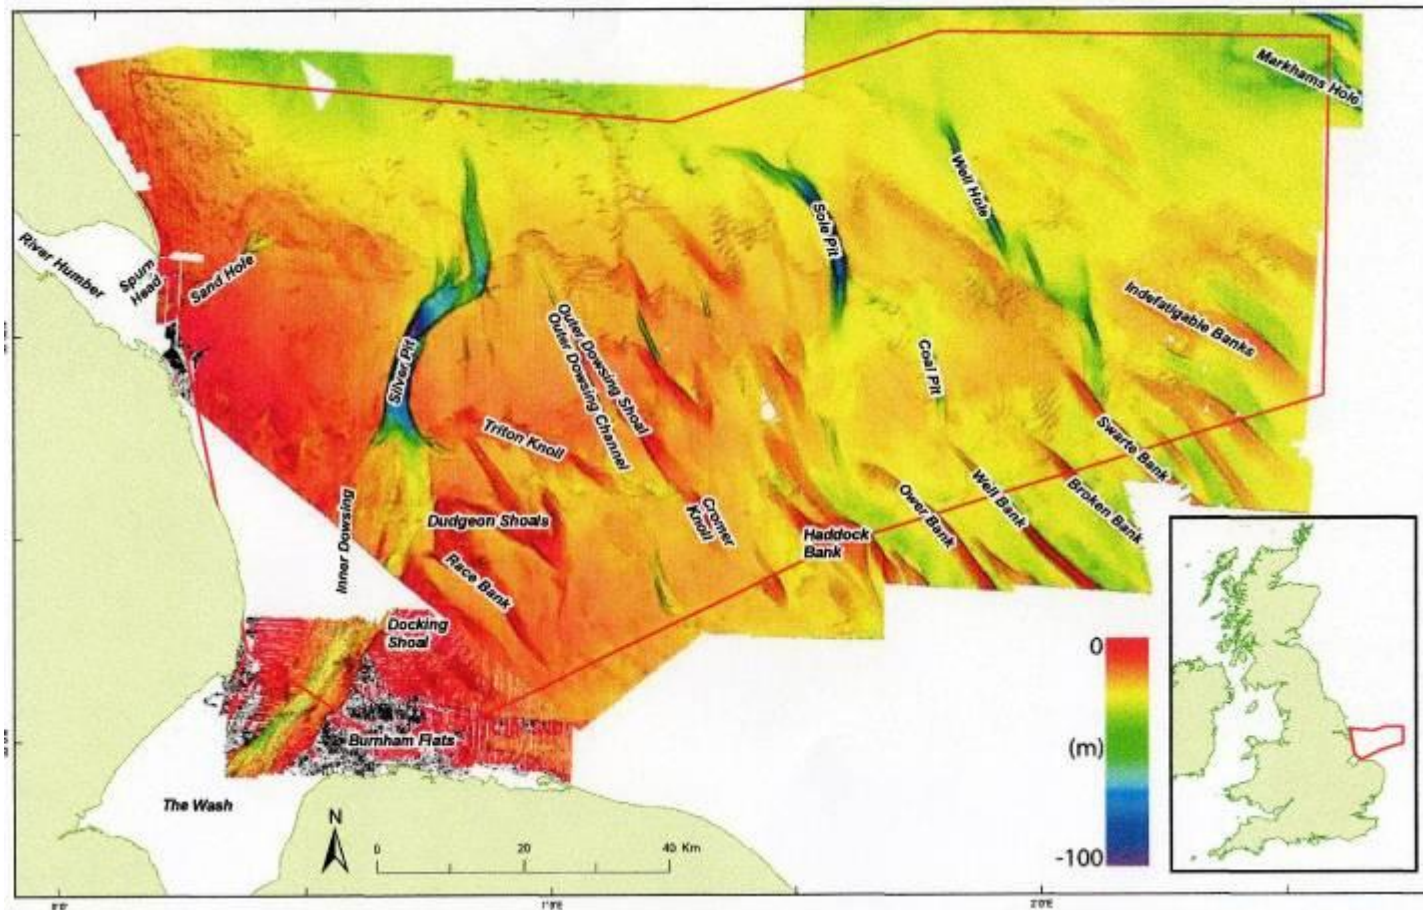 Markhams Hole
Well Hole
Sole Pit
River Humber
Spurn
Head
Sand Hole
Indefatigable Banks
Outer Dowsing Shoal
Outer Dowsing Channel
Silver Pit
Coal Pit
Triton Knoll
Swarte Bank
Well Bank
Broken Bank
Ower Bank
Cromer
Knoll
Dudgeon Shoals
Haddock
Bank
Inner Dowsing
Race Bank
Docking
Shoal
Burnham Flats
The Wash
N
0 20 40 Km
0
(m)
-100
1°0'E
2°0'E